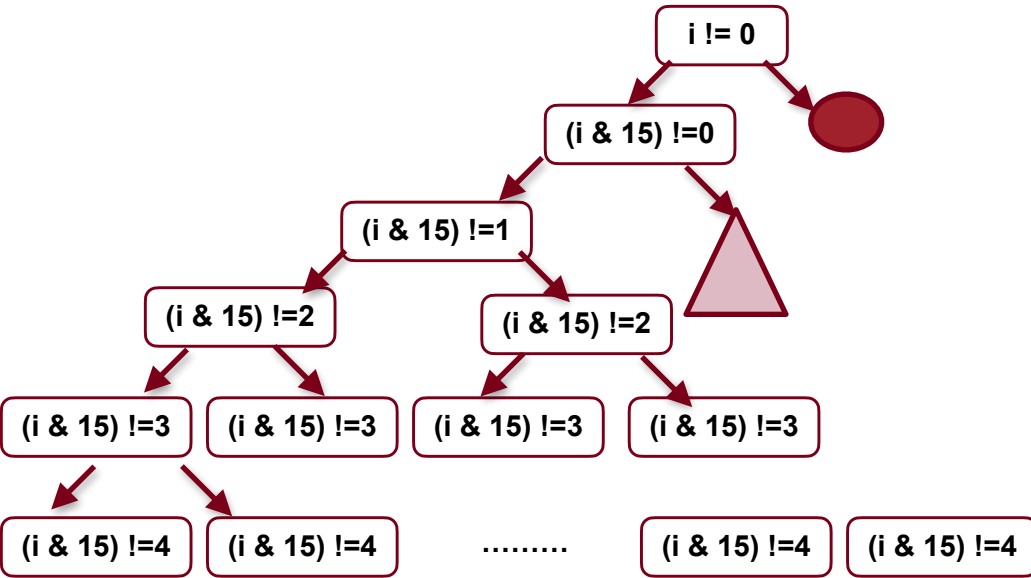 i != 0
(i & 15) !=0
(i & 15) !=1
(i & 15) !=2
(i & 15) !=2
(i & 15) !=3
(i & 15) !=3
(i & 15) !=3
(i & 15) !=3
(i & 15) !=4
(i & 15) !=4
.........
(i & 15) !=4
(i & 15) !=4